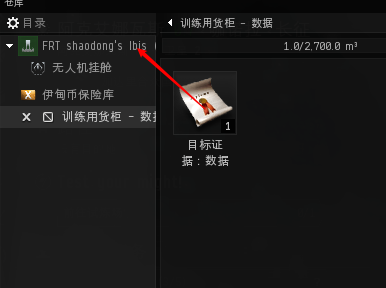 仓库
目录
训练用货柜 - 数据
FRT shaodong's Ibis (
1.0/2,700.0 m³
无人机挂舱
伊甸币保险库
训练用货柜 - 数据
1
目标证
据：数据